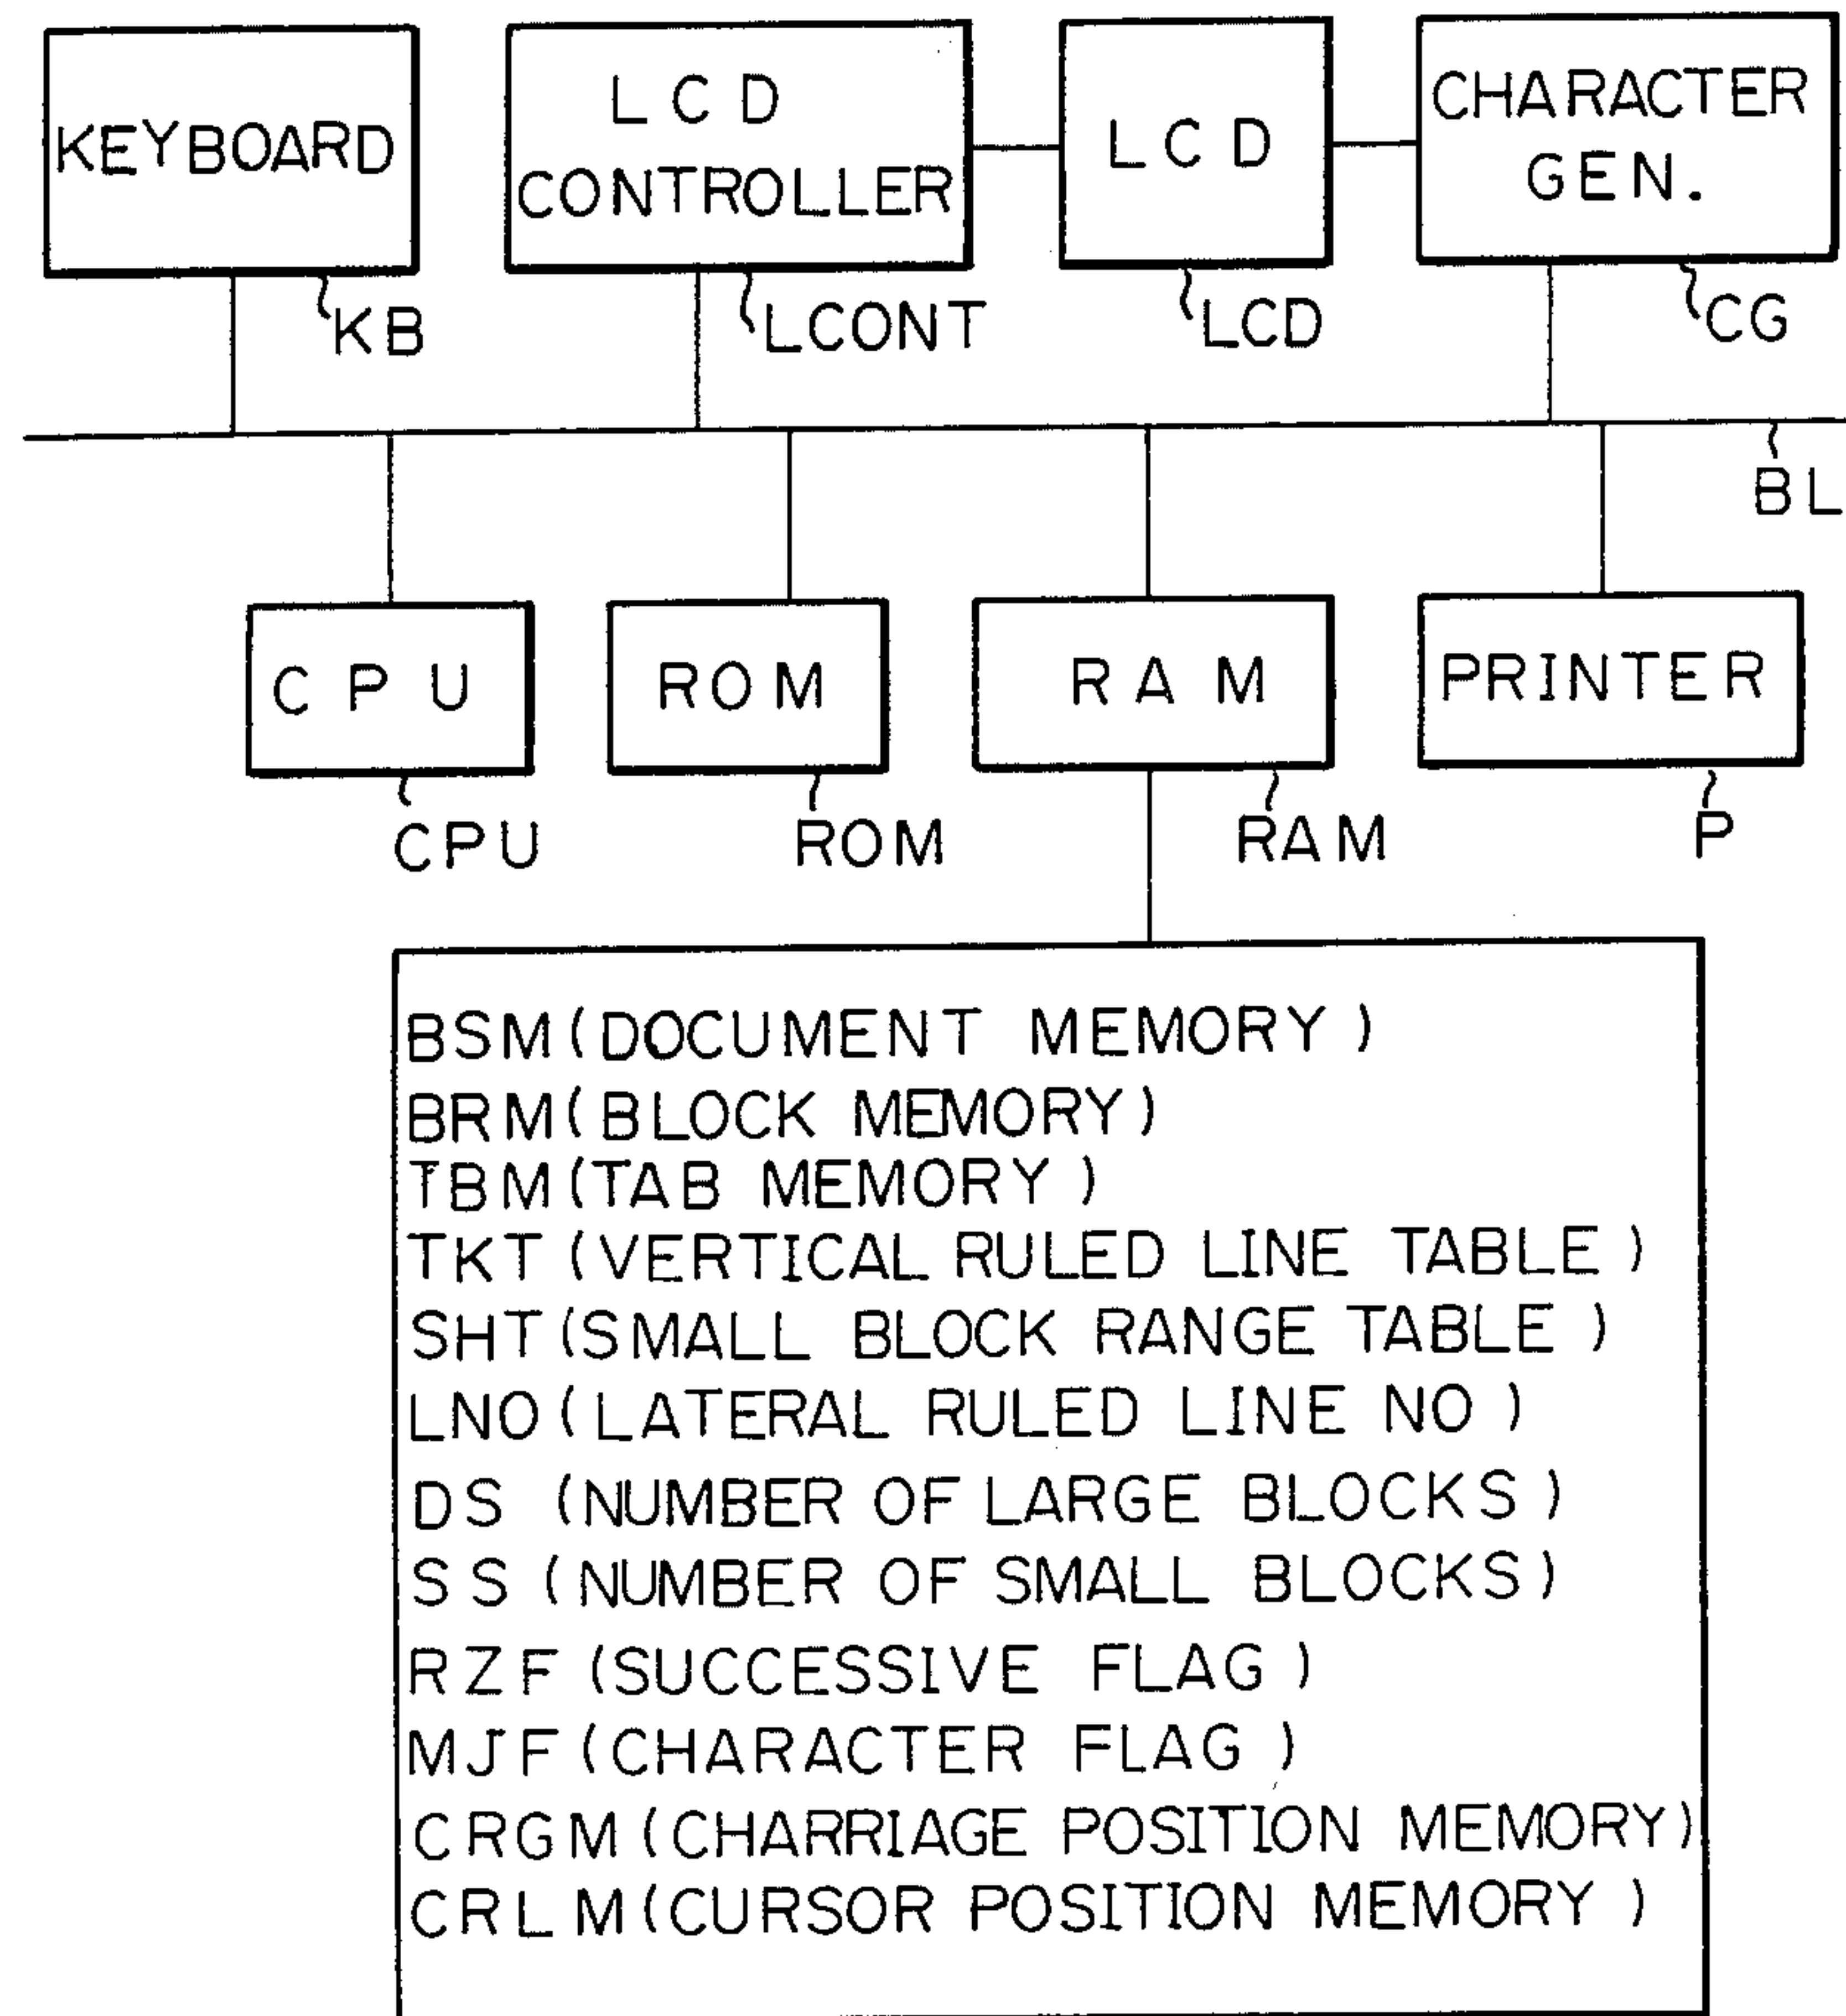 KEYBOARD
LCD
CONTROLLER
LCD
CHARACTER
GEN.
KB
LCONT
LCD
CG
BL
CPU
ROM
RAM
PRINTER
CPU
ROM
RAM
P
BSM (DOCUMENT MEMORY)
BRM (BLOCK MEMORY)
TBM (TAB MEMORY)
TKT (VERTICAL RULED LINE TABLE)
SHT (SMALL BLOCK RANGE TABLE)
LNO (LATERAL RULED LINE NO)
DS (NUMBER OF LARGE BLOCKS)
SS (NUMBER OF SMALL BLOCKS)
RZF (SUCCESSIVE FLAG)
MJF (CHARACTER FLAG)
CRGM (CHARRIAGE POSITION MEMORY)
CRLM (CURSOR POSITION MEMORY)